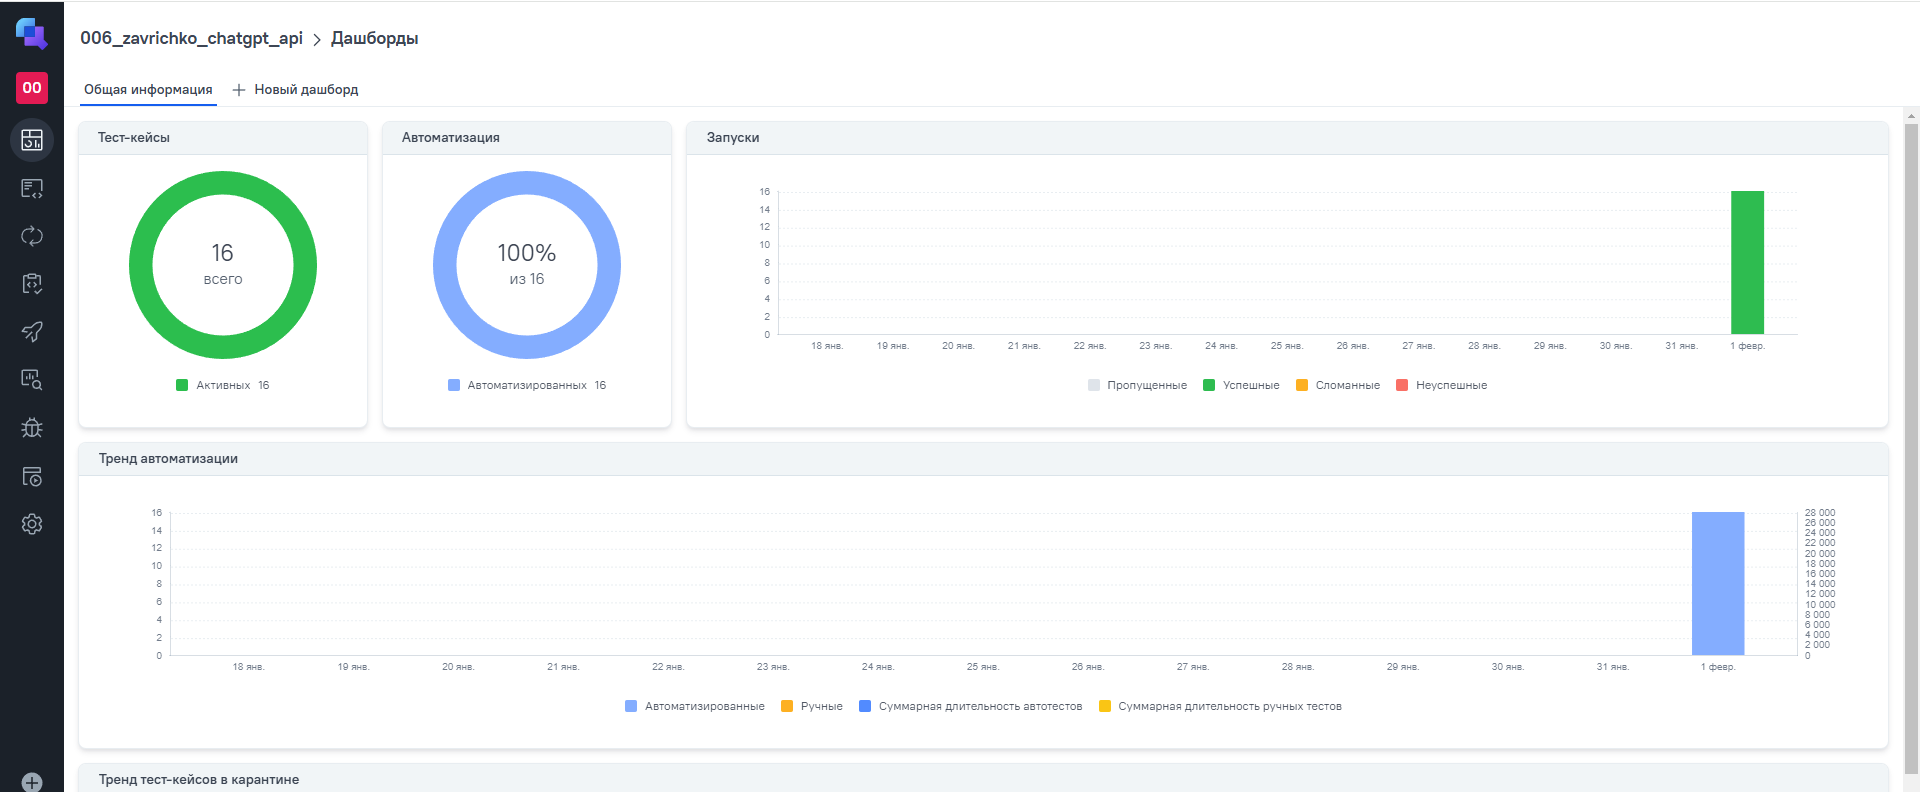 006_zavrichko_chatgpt_api > Дашборды
00
Общая информация
+ Новый дашборд
Тест-кейсы
16
всего
Активных 16
Автоматизация
100%
из 16
Автоматизированных 16
Запуски
16
14
12
10
8
6
4
2
0
18 янв. 19 янв. 20 янв. 21 янв. 22 янв. 23 янв. 24 янв. 25 янв. 26 янв. 27 янв. 28 янв. 29 янв. 30 янв. 31 янв. 1 февр.
Пропущенные Успешные Сломанные Неуспешные
Тренд автоматизации
16
14
12
10
8
6
4
2
0
28 000
26 000
24 000
22 000
20 000
18 000
16 000
14 000
12 000
10 000
8 000
6 000
4 000
2 000
0
18 янв. 19 янв. 20 янв. 21 янв. 22 янв. 23 янв. 24 янв. 25 янв. 26 янв. 27 янв. 28 янв. 29 янв. 30 янв. 31 янв. 1 февр.
Автоматизированные Ручные Суммарная длительность автотестов Суммарная длительность ручных тестов
Тренд тест-кейсов в карантине